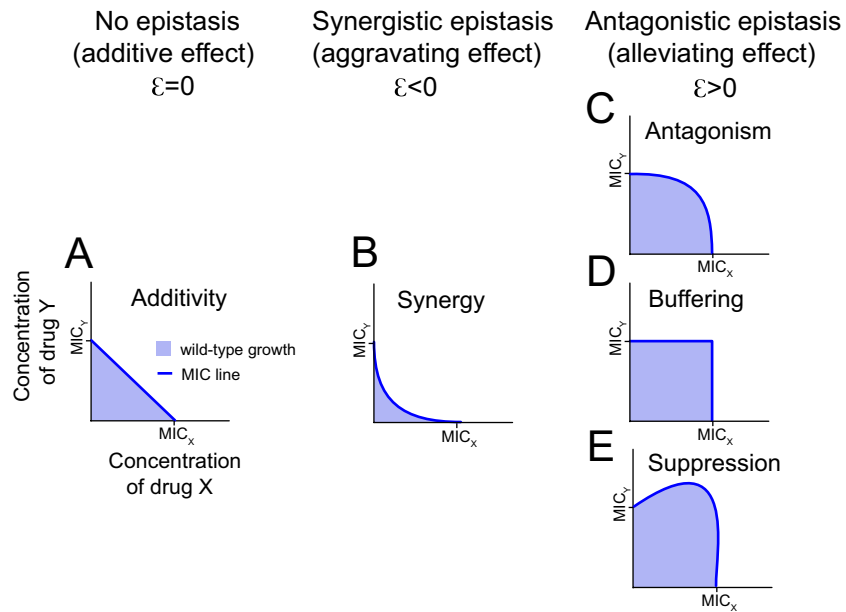 No epistasis
(additive effect)
Ɛ=0
Synergistic epistasis
(aggravating effect)
Ɛ<0
Antagonistic epistasis
(alleviating effect)
Ɛ>0
C
Antagonism
MICY
MICX
A
Additivity
Concentration
of drug Y
MICY
wild-type growth
MIC line
MICX
Concentration
of drug X
B
Synergy
MICY
MICX
D
Buffering
MICY
MICX
E
Suppression
MICY
MICX